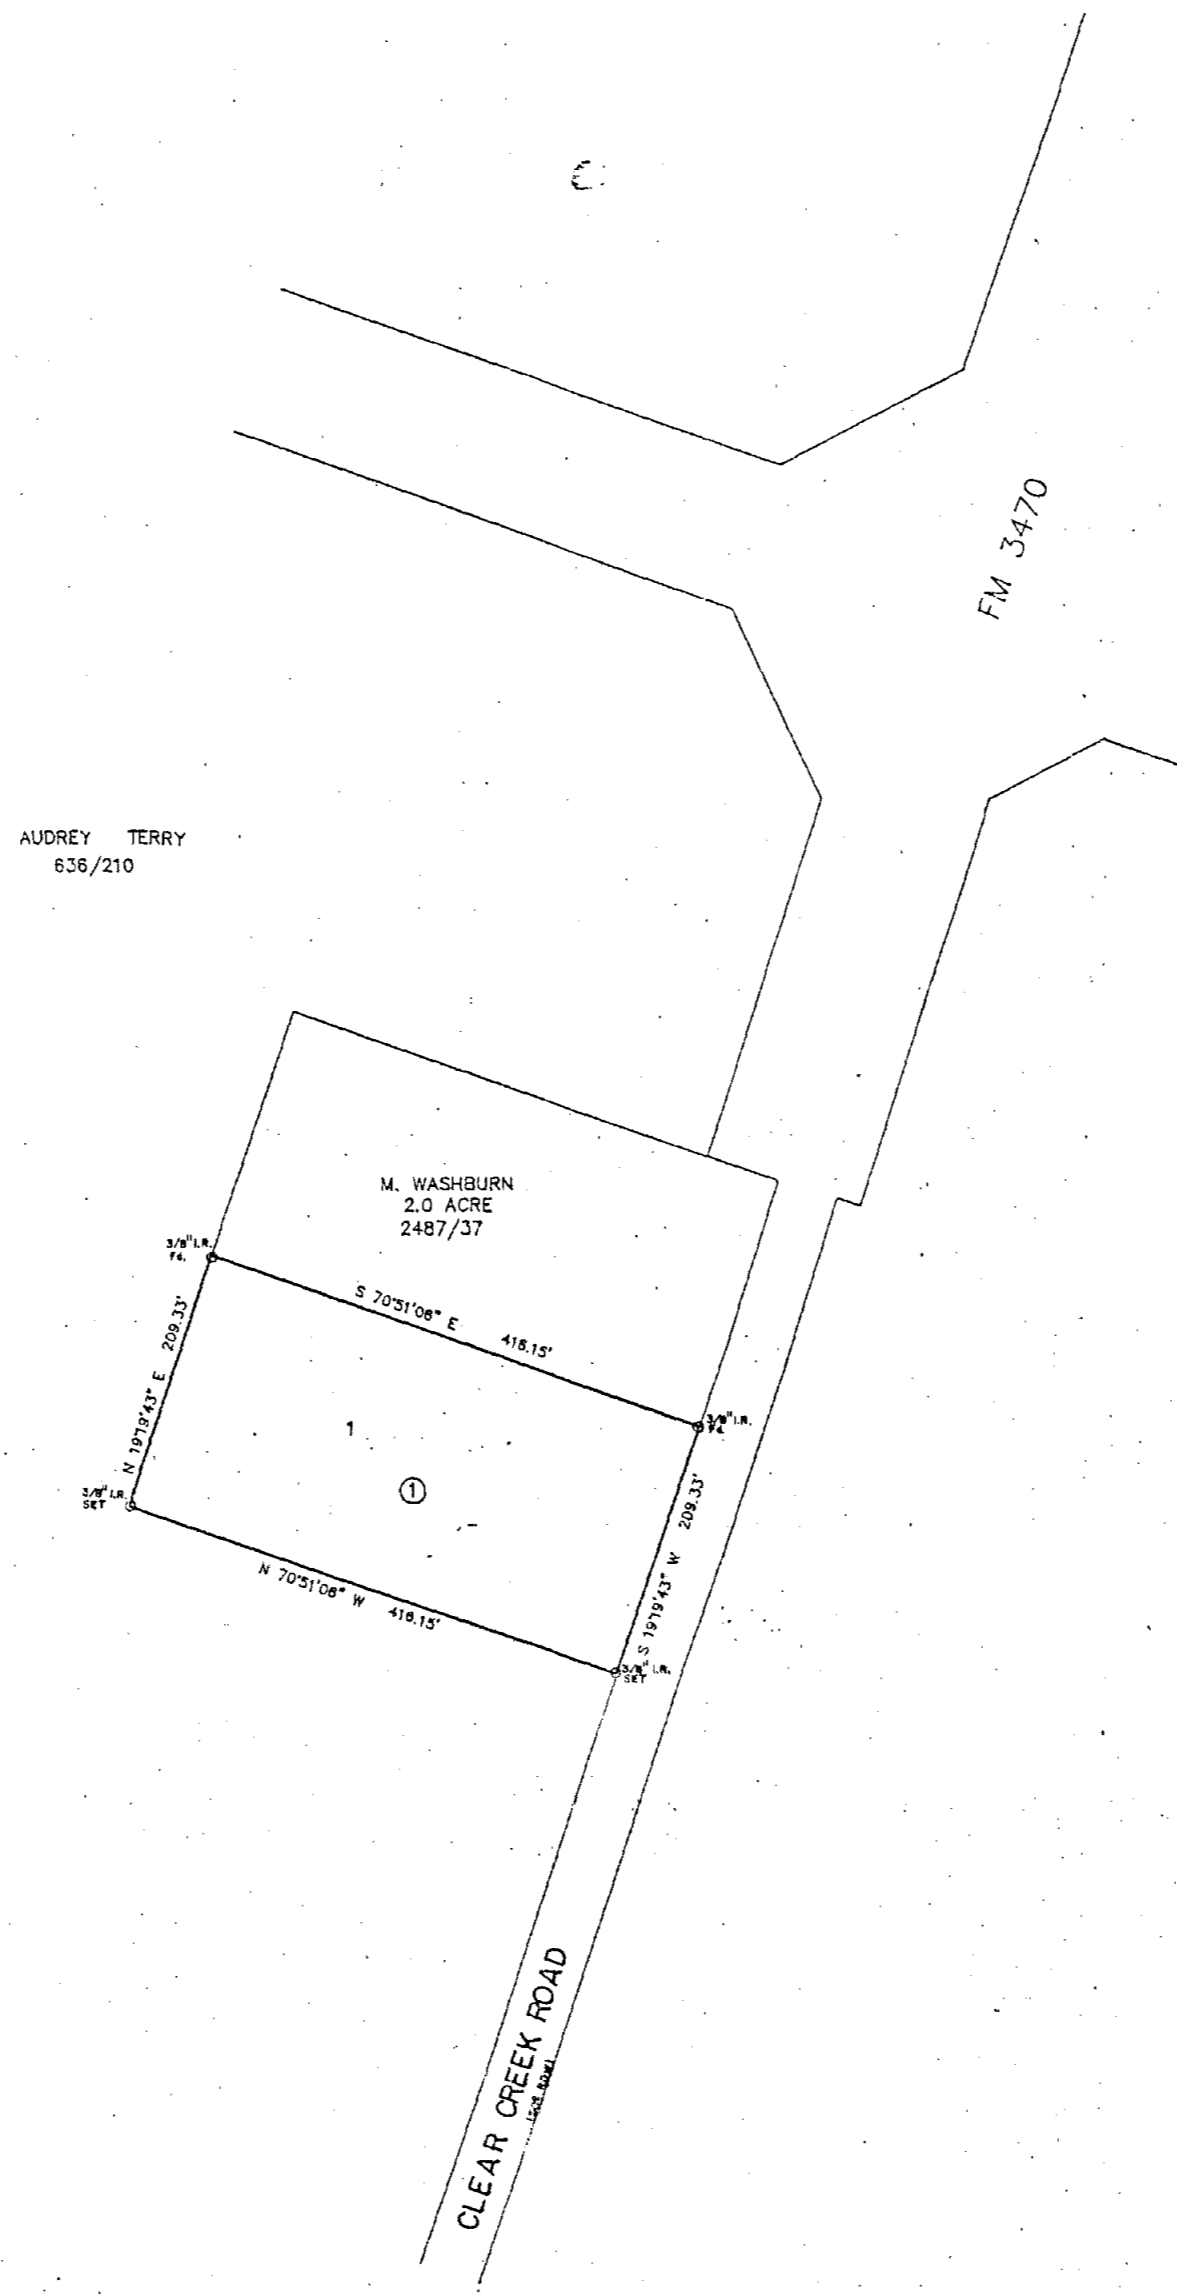 FM 3470
AUDREY TERRY
636/210
M. WASHBURN
2.0 ACRE
2487/37
3/8" I.R.
Fd.
S 70°51'06" E 416.15'
N 19°19'43" E 209.33'
3/8" I.R.
Fd.
1
1
3/8" I.R.
SET
S 19°19'43" W 209.33'
N 70°51'06" W 416.15'
3/8" I.R.
SET
CLEAR CREEK ROAD